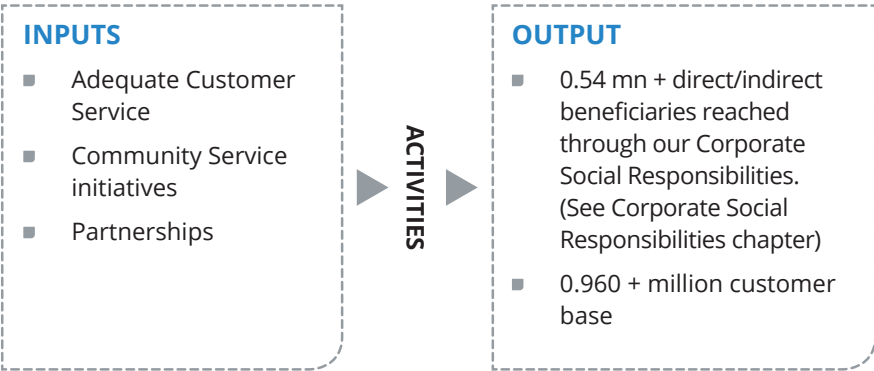 INPUTS
Adequate Customer
Service
Community Service
initiatives
Partnerships
ACTIVITIES
OUTPUT
0.54 mn + direct/indirect
beneficiaries reached
through our Corporate
Social Responsibilities.
(See Corporate Social
Responsibilities chapter)
0.960 + million customer
base